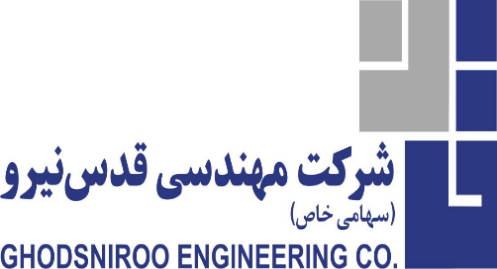 شرکت مهندسی قدس‌نیرو
(سهامی خاص)
GHODSNIROO ENGINEERING CO.